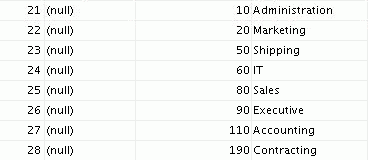 21 (null) 10 Administration
22 (null) 20 Marketing
23 (null) 50 Shipping
24 (null) 60 IT
25 (null) 80 Sales
26 (null) 90 Executive
27 (null) 110 Accounting
28 (null) 190 Contracting